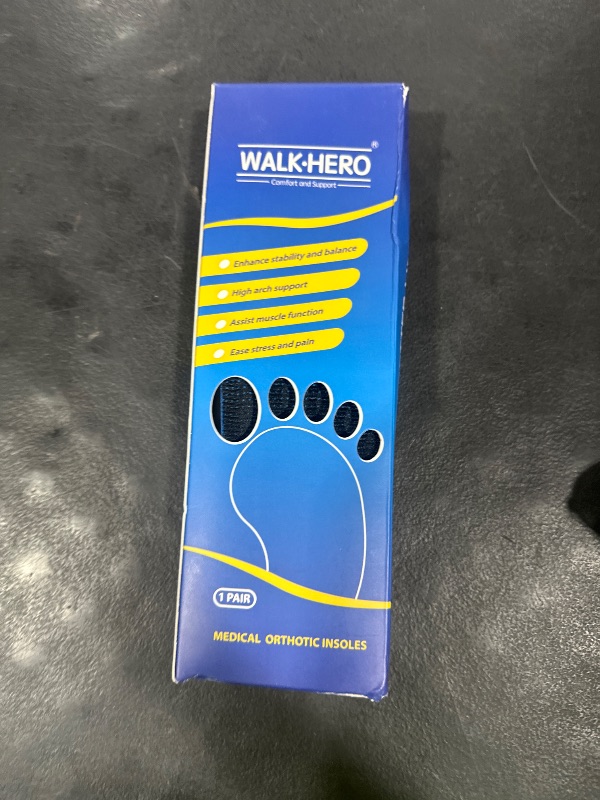 WALK·HERO®
Comfort and Support
Enhance stability and balance
High arch support
Assist muscle function
Ease stress and pain
1 PAIR
MEDICAL ORTHOTIC INSOLES